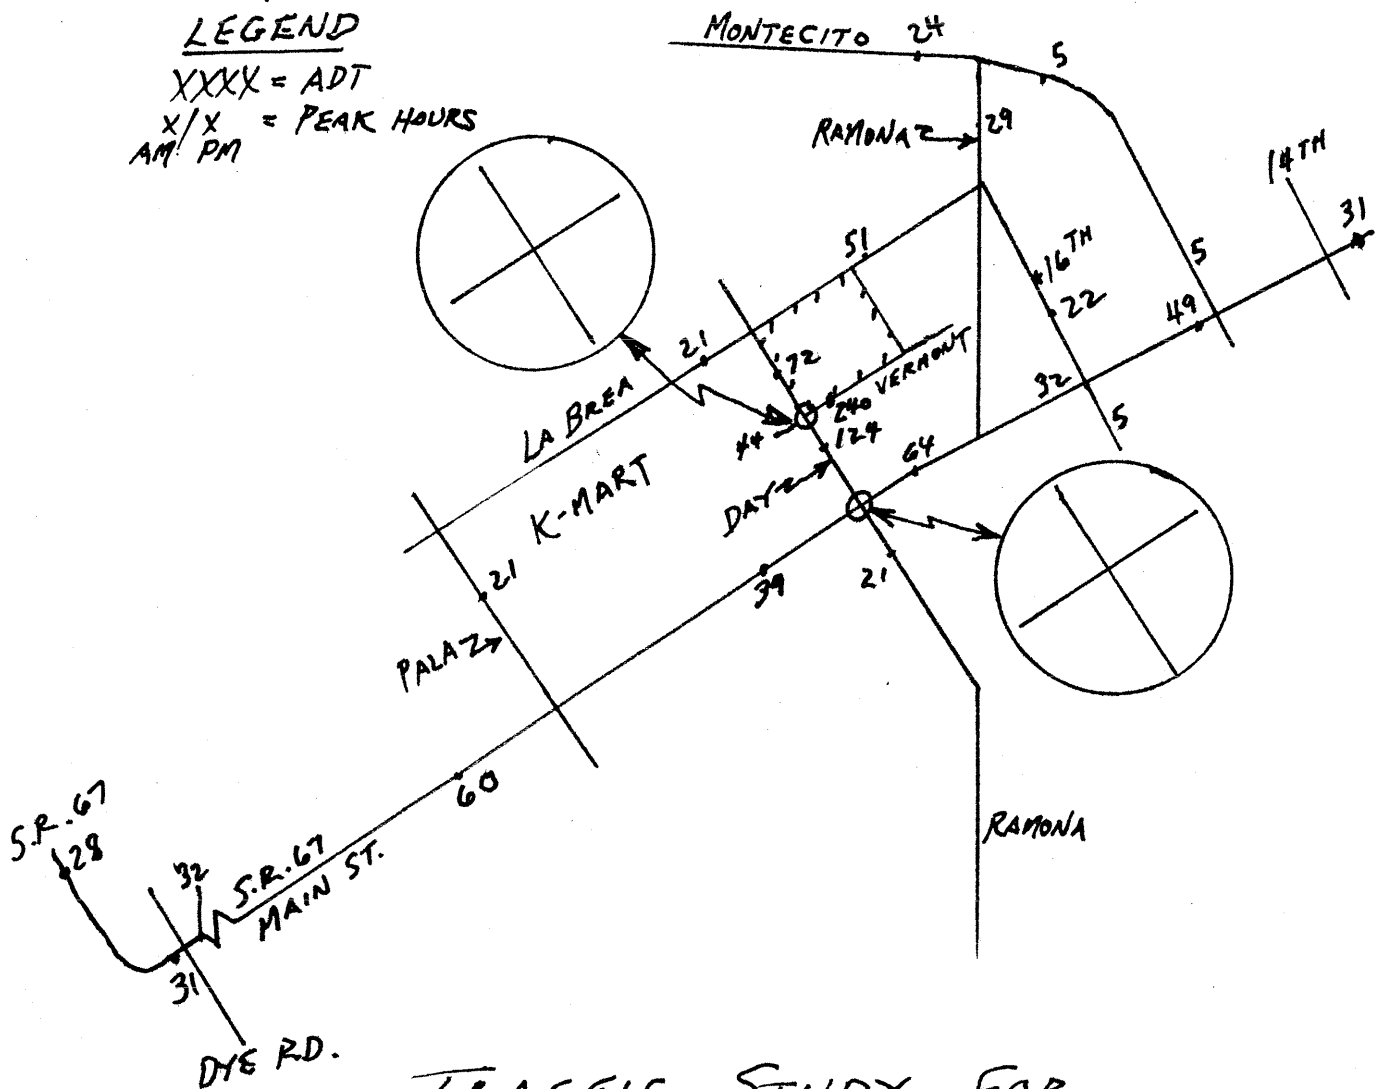 LEGEND
XXXX = ADT
X/X = PEAK HOURS
AM PM
MONTECITO
24
5
RAMONA
29
14TH
31
51
16TH
5
22
49
21
72
VERMONT
32
LA BREA
240
44
124
5
64
K-MART
DAY
21
39
21
PALA
60
RAMONA
S.R. 67
28
32
S.R. 67
MAIN ST.
31
DYE RD.
TRAFFIC STUDY FOR